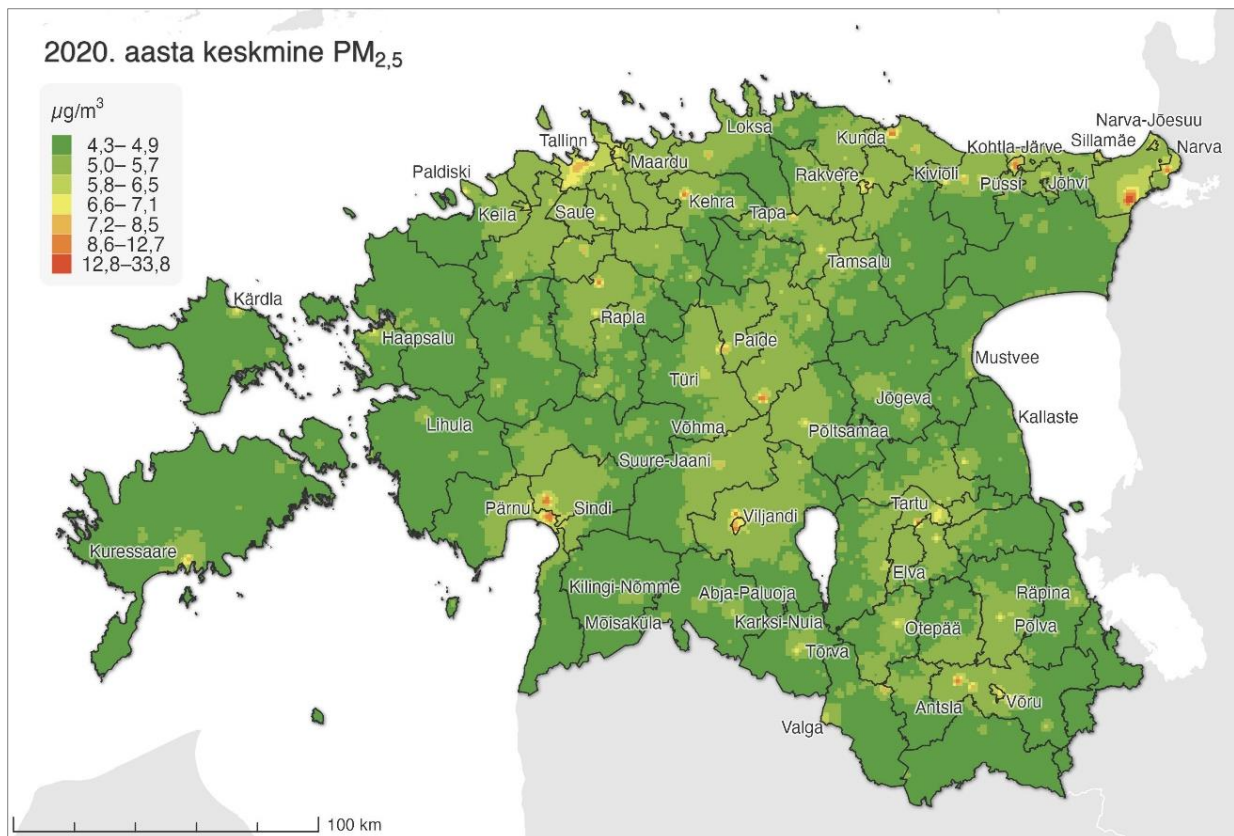 2020. aasta keskmine PM2,5
µg/m3
4,3– 4,9
5,0– 5,7
5,8– 6,5
6,6– 7,1
7,2– 8,5
8,6–12,7
12,8–33,8
Narva-Jõesuu
Loksa
Tallinn
Kunda
Sillamäe
Kohtla-Järve
Narva
Maardu
Paldiski
Rakvere
Kiviõli
Püssi
Jõhvi
Kehra
Keila
Saue
Tapa
Tamsalu
Kärdla
Rapla
Haapsalu
Paide
Mustvee
Türi
Jõgeva
Kallaste
Lihula
Võhma
Põltsamaa
Suure-Jaani
Tartu
Pärnu
Sindi
Viljandi
Kuressaare
Elva
Kilingi-Nõmme
Abja-Paluoja
Räpina
Mõisaküla
Karksi-Nuia
Otepää
Põlva
Tõrva
Antsla
Võru
Valga
100 km